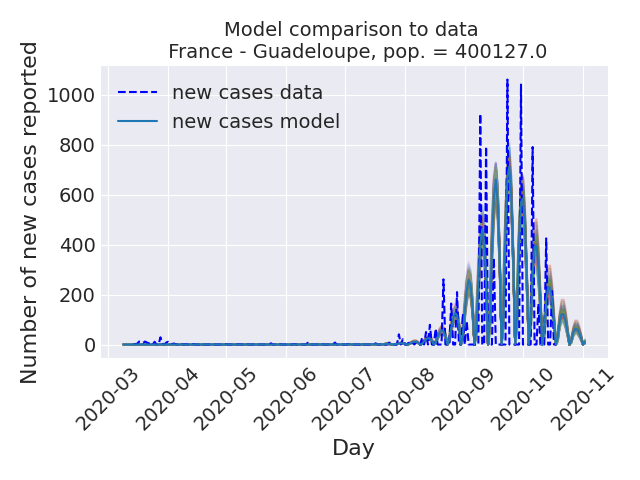 Model comparison to data
France - Guadeloupe, pop. = 400127.0
new cases data
new cases model
Number of new cases reported
1000
800
600
400
200
0
2020-03
2020-04
2020-05
2020-06
2020-07
2020-08
2020-09
2020-10
2020-11
Day